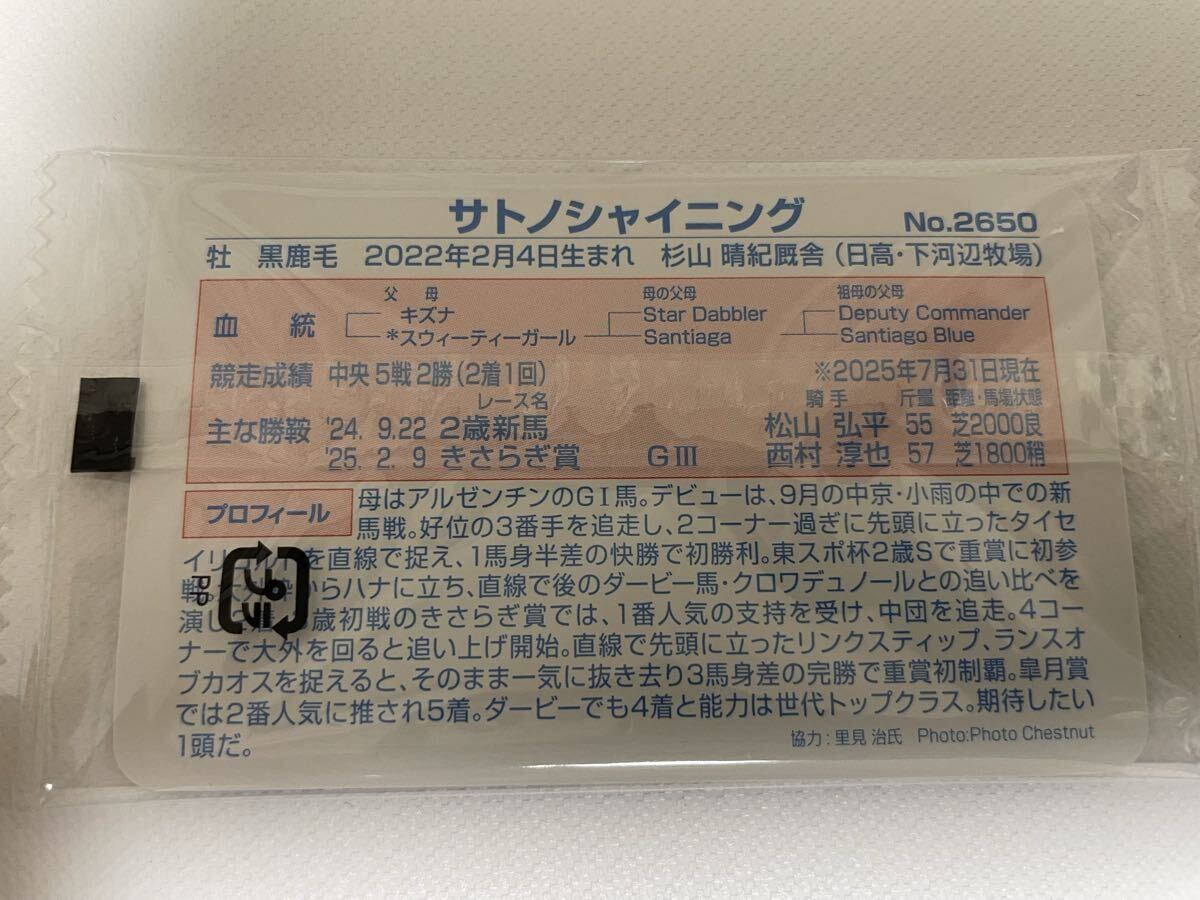 サトノシャイニング No.2650
牡 黒鹿毛 2022年2月4日生まれ 杉山 晴紀厩舎 (日高・下河辺牧場)
父 母 母の父母 祖母の父母
血統 キズナ Star Dabbler Deputy Commander
*スウィーティーガール Santiaga Santiago Blue
競走成績 中央5戦2勝(2着1回) ※2025年7月31日現在
レース名 騎手 斤量 距離・馬場状態
主な勝鞍 '24. 9.22 2歳新馬 松山 弘平 55 芝2000良
'25. 2. 9 きさらぎ賞 GⅢ 西村 淳也 57 芝1800稍
プロフィール 母はアルゼンチンのGⅠ馬。デビューは、9月の中京・小雨の中での新
馬戦。好位の3番手を追走し、2コーナー過ぎに先頭に立ったタイセ
イリ を直線で捉え、1馬身半差の快勝で初勝利。東スポ杯2歳Sで重賞に初参
戦。 からハナに立ち、直線で後のダービー馬・クロワデュノールとの追い比べを
演し 歳初戦のきさらぎ賞では、1番人気の支持を受け、中団を追走。4コー
ナーで大外を回ると追い上げ開始。直線で先頭に立ったリンクスティップ、ランスオ
ブカオスを捉えると、そのまま一気に抜き去り3馬身差の完勝で重賞初制覇。皐月賞
では2番人気に推され5着。ダービーでも4着と能力は世代トップクラス。期待したい
1頭だ。
協力:里見 治氏 Photo:Photo Chestnut
プラ
PP